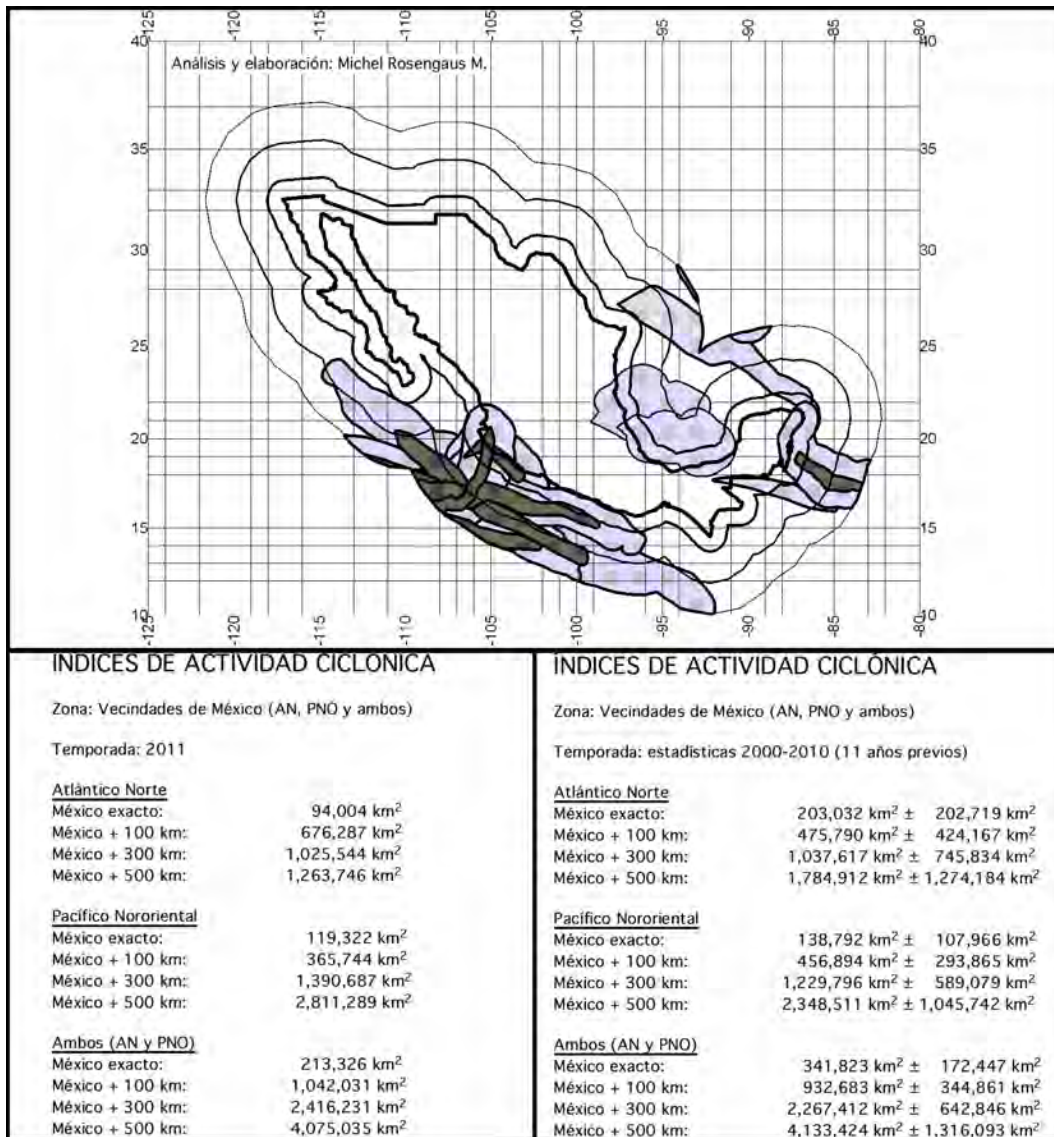 -125
-120
-115
-110
-105
-100
-95
-90
-85
-80
40
40
Análisis y elaboración: Michel Rosengaus M.
35
35
30
30
25
25
20
20
15
15
10
10
-125
-120
-115
-110
-105
-100
-95
-90
-85
-80
ÍNDICES DE ACTIVIDAD CICLÓNICA
Zona: Vecindades de México (AN, PNO y ambos)
Temporada: 2011
Atlántico Norte
México exacto: 94,004 km²
México + 100 km: 676,287 km²
México + 300 km: 1,025,544 km²
México + 500 km: 1,263,746 km²
Pacífico Nororiental
México exacto: 119,322 km²
México + 100 km: 365,744 km²
México + 300 km: 1,390,687 km²
México + 500 km: 2,811,289 km²
Ambos (AN y PNO)
México exacto: 213,326 km²
México + 100 km: 1,042,031 km²
México + 300 km: 2,416,231 km²
México + 500 km: 4,075,035 km²
ÍNDICES DE ACTIVIDAD CICLÓNICA
Zona: Vecindades de México (AN, PNO y ambos)
Temporada: estadísticas 2000-2010 (11 años previos)
Atlántico Norte
México exacto: 203,032 km² ± 202,719 km²
México + 100 km: 475,790 km² ± 424,167 km²
México + 300 km: 1,037,617 km² ± 745,834 km²
México + 500 km: 1,784,912 km² ± 1,274,184 km²
Pacífico Nororiental
México exacto: 138,792 km² ± 107,966 km²
México + 100 km: 456,894 km² ± 293,865 km²
México + 300 km: 1,229,796 km² ± 589,079 km²
México + 500 km: 2,348,511 km² ± 1,045,742 km²
Ambos (AN y PNO)
México exacto: 341,823 km² ± 172,447 km²
México + 100 km: 932,683 km² ± 344,861 km²
México + 300 km: 2,267,412 km² ± 642,846 km²
México + 500 km: 4,133,424 km² ± 1,316,093 km²